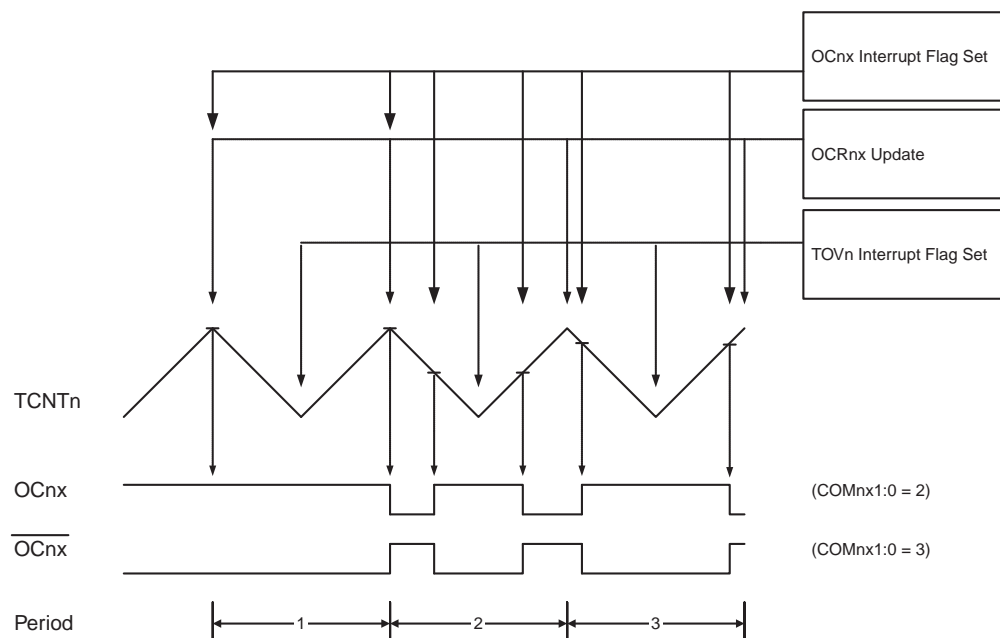 OCnx Interrupt Flag Set
OCRnx Update
TOVn Interrupt Flag Set
TCNTn
OCnx (COMnx1:0 = 2)
OCnx (COMnx1:0 = 3)
Period 1 2 3